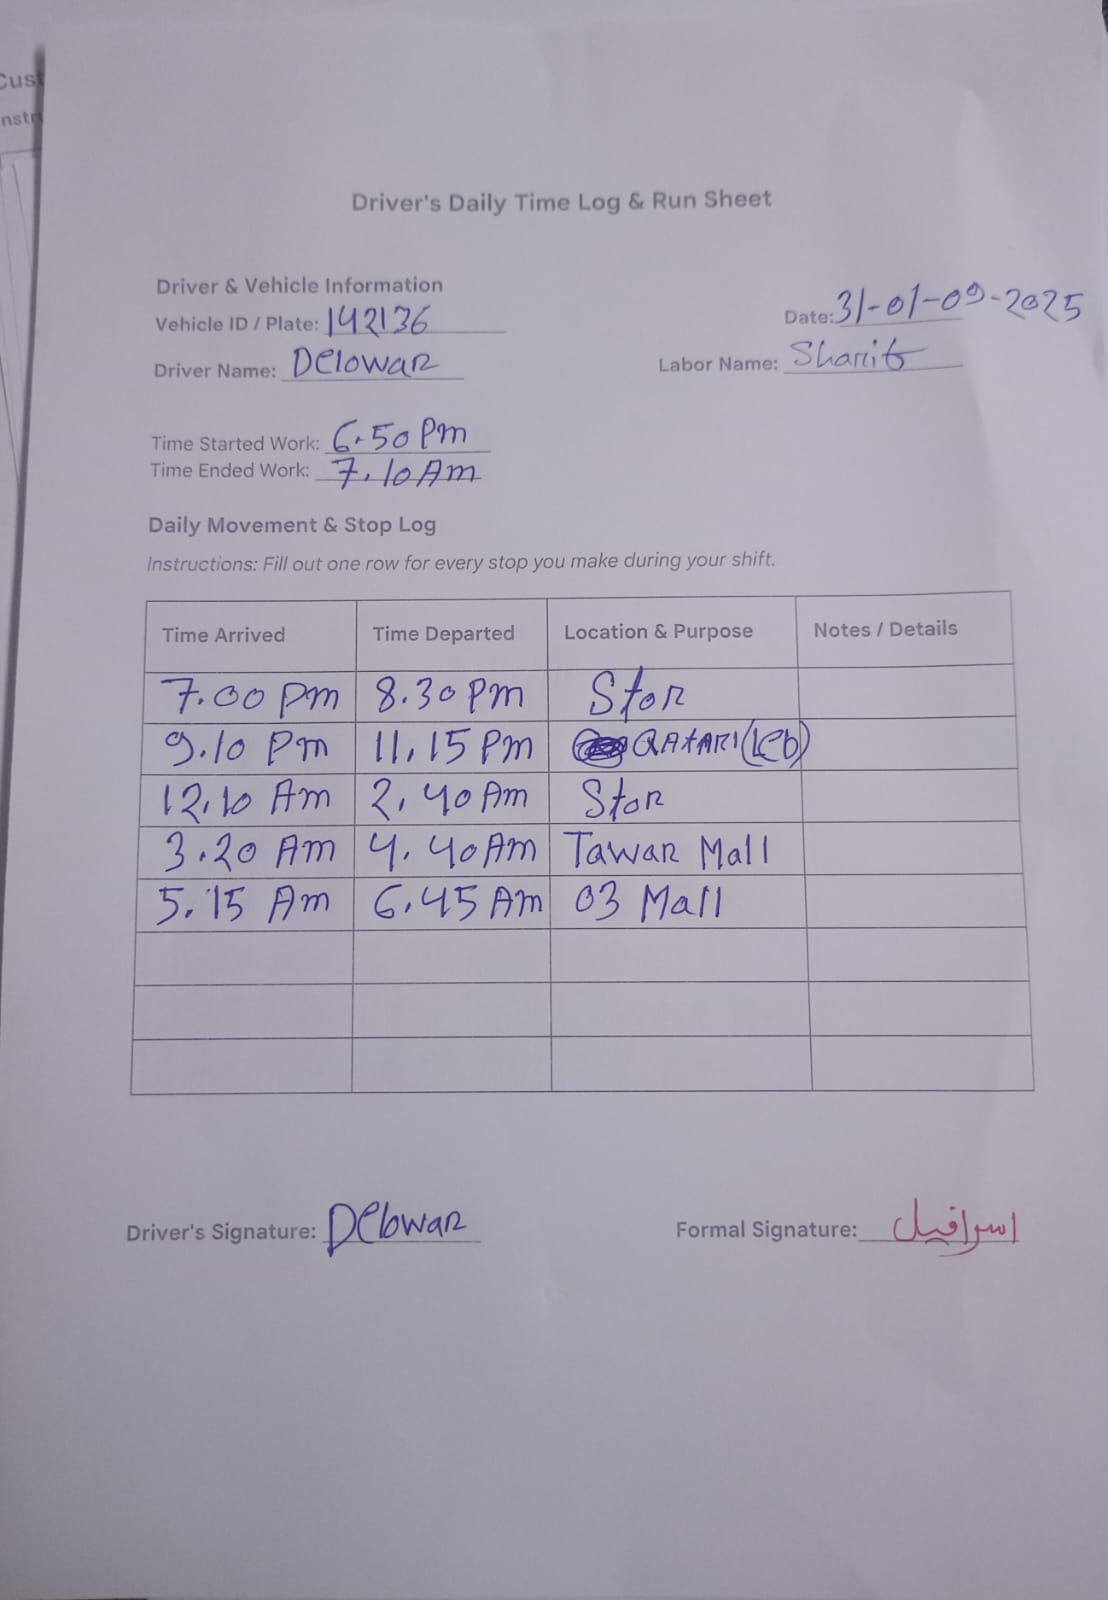 Cust
Driver's Daily Time Log & Run Sheet
Driver & Vehicle Information
Vehicle ID / Plate: 142136
Date: 31-01-09-2025
Driver Name: Delowar
Labor Name:
Time Started Work: 6.50 Pm
Time Ended Work: 7.10 Am
Daily Movement & Stop Log
Instructions: Fill out one row for every stop you make during your shift.
Time Arrived Time Departed Location & Purpose Notes / Details
7.00 Pm 8.30 Pm Stor
9.10 Pm 11.15 Pm QATARI (Leb)
12.10 Am 2.40 Am Stor
3.20 Am 4.40 Am Tawar Mall
5.15 Am 6.45 Am 03 Mall
Driver's Signature: Delowar
Formal Signature: اسرافيل